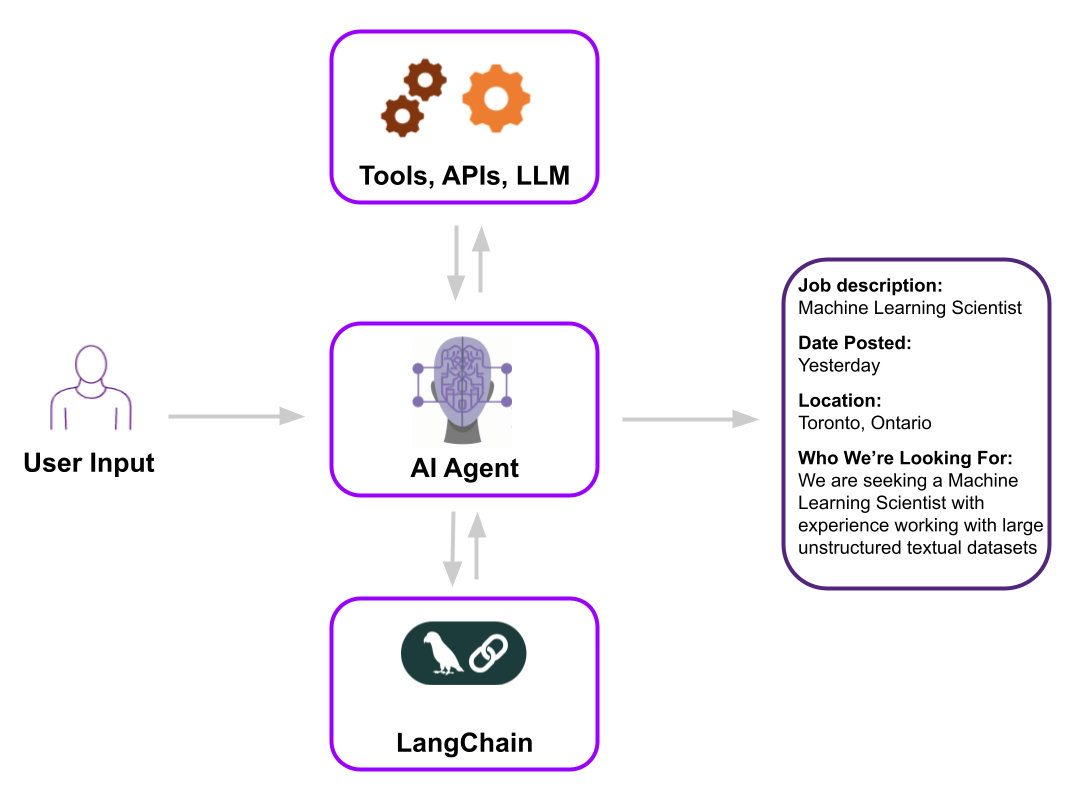 Tools, APIs, LLM
User Input
AI Agent
LangChain
Job description:
Machine Learning Scientist
Date Posted:
Yesterday
Location:
Toronto, Ontario
Who We’re Looking For:
We are seeking a Machine
Learning Scientist with
experience working with large
unstructured textual datasets